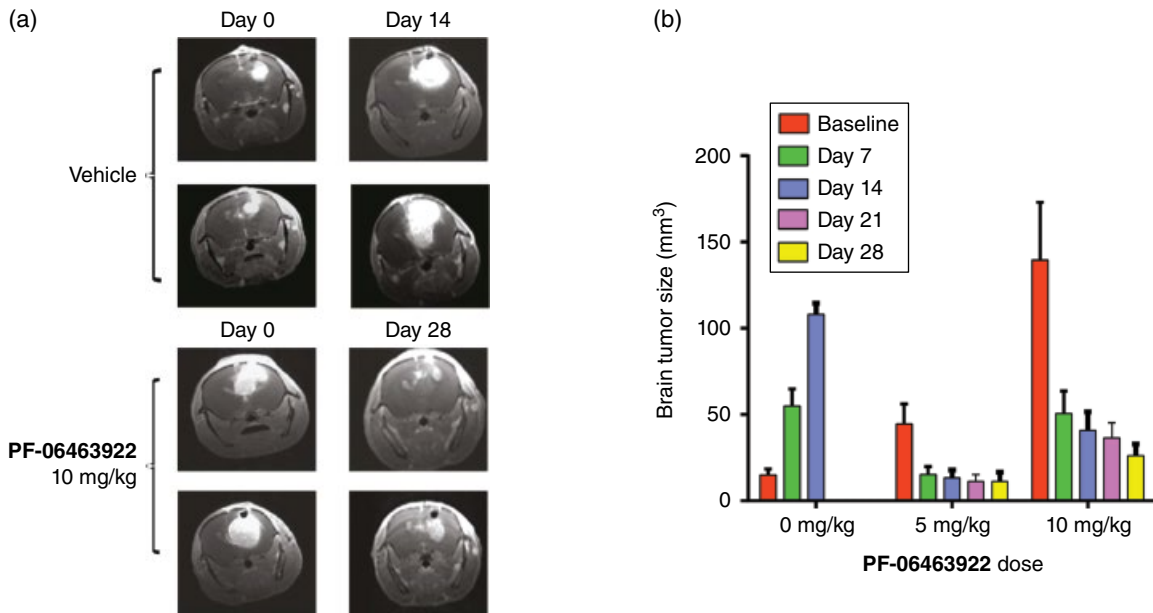 (a)
Day 0
Day 14
Vehicle
Day 0
Day 28
PF-06463922
10 mg/kg
(b)
Baseline
Day 7
Day 14
Day 21
Day 28
Brain tumor size (mm³)
200
150
100
50
0
0 mg/kg
5 mg/kg
10 mg/kg
PF-06463922 dose